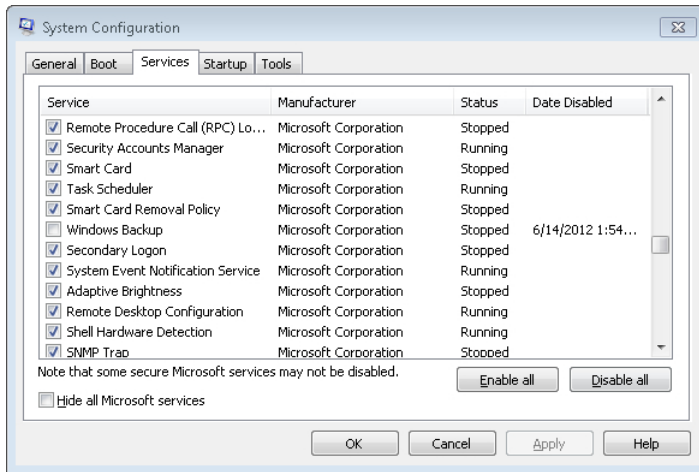 System Configuration
General Boot Services Startup Tools
Service Manufacturer Status Date Disabled
Remote Procedure Call (RPC) Lo... Microsoft Corporation Stopped
Security Accounts Manager Microsoft Corporation Running
Smart Card Microsoft Corporation Stopped
Task Scheduler Microsoft Corporation Running
Smart Card Removal Policy Microsoft Corporation Stopped
Windows Backup Microsoft Corporation Stopped 6/14/2012 1:54...
Secondary Logon Microsoft Corporation Stopped
System Event Notification Service Microsoft Corporation Running
Adaptive Brightness Microsoft Corporation Stopped
Remote Desktop Configuration Microsoft Corporation Running
Shell Hardware Detection Microsoft Corporation Running
SNMP Trap Microsoft Corporation Stopped
Note that some secure Microsoft services may not be disabled.
Enable all Disable all
Hide all Microsoft services
OK Cancel Apply Help